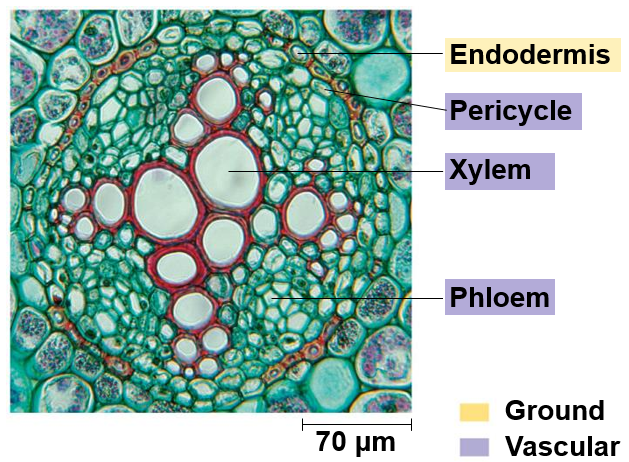 Endodermis
Pericycle
Xylem
Phloem
Ground
70 µm
Vascular